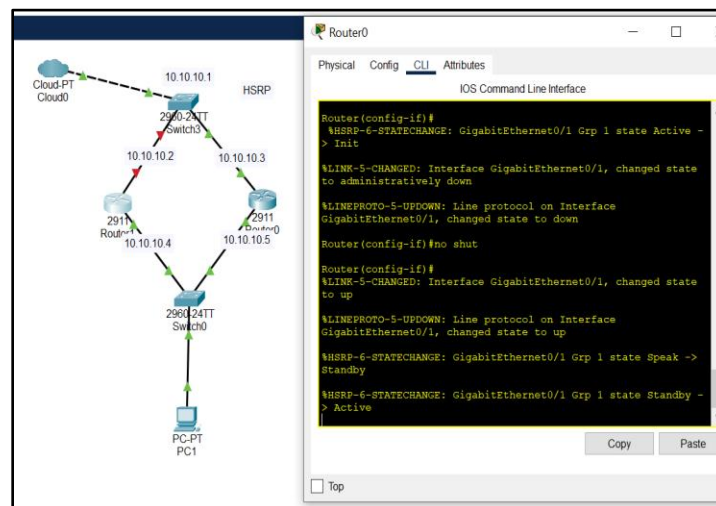 Cloud-PT
Cloud0
10.10.10.1
HSRP
2960-24TT
Switch3
10.10.10.2
10.10.10.3
2911
2911
Router0
10.10.10.4
10.10.10.5
2960-24TT
Switch0
PC-PT
PC1
Router0
Physical Config CLI Attributes
IOS Command Line Interface
Router(config-if)#
%HSRP-6-STATECHANGE: GigabitEthernet0/1 Grp 1 state Active -
> Init
%LINK-5-CHANGED: Interface GigabitEthernet0/1, changed state
to administratively down
%LINEPROTO-5-UPDOWN: Line protocol on Interface
GigabitEthernet0/1, changed state to down
Router(config-if)#no shut
Router(config-if)#
%LINK-5-CHANGED: Interface GigabitEthernet0/1, changed state
to up
%LINEPROTO-5-UPDOWN: Line protocol on Interface
GigabitEthernet0/1, changed state to up
%HSRP-6-STATECHANGE: GigabitEthernet0/1 Grp 1 state Speak ->
Standby
%HSRP-6-STATECHANGE: GigabitEthernet0/1 Grp 1 state Standby -
> Active
Copy Paste
Top